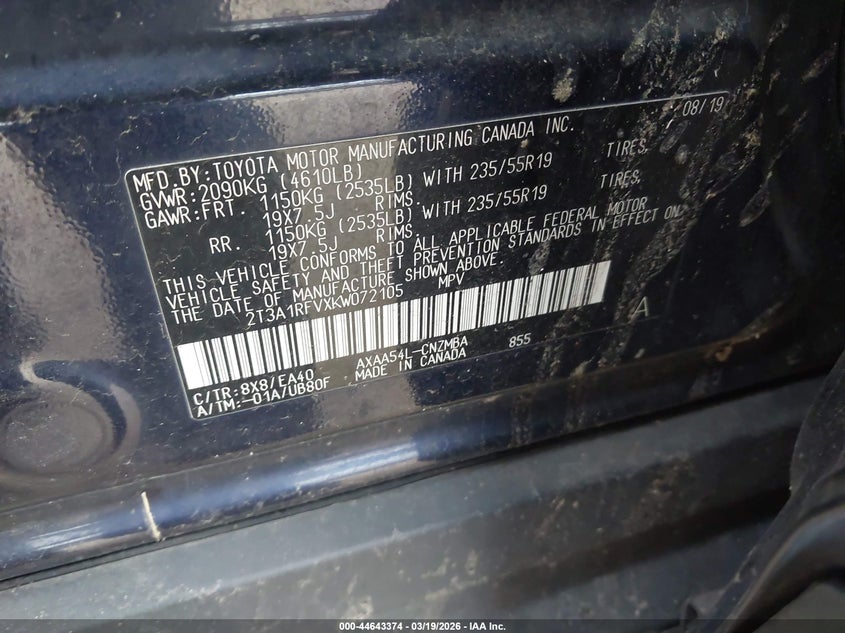 08/19
MFD.BY:TOYOTA MOTOR MANUFACTURING CANADA INC.
GVWR:2090KG (4610LB)
GAWR:FRT. 1150KG (2535LB) WITH 235/55R19 TIRES,
19X7.5J RIMS.
RR. 1150KG (2535LB) WITH 235/55R19 TIRES,
19X7.5J RIMS.
THIS VEHICLE CONFORMS TO ALL APPLICABLE FEDERAL MOTOR
VEHICLE SAFETY AND THEFT PREVENTION STANDARDS IN EFFECT ON
THE DATE OF MANUFACTURE SHOWN ABOVE.
2T3A1RFVXKW072105 MPV
A
C/TR:8X8/EA40 AXAA54L-CNZMBA 855
A/TM:-01A/UB80F MADE IN CANADA
000-44643374 | 03/19/2026 – IAA Inc.